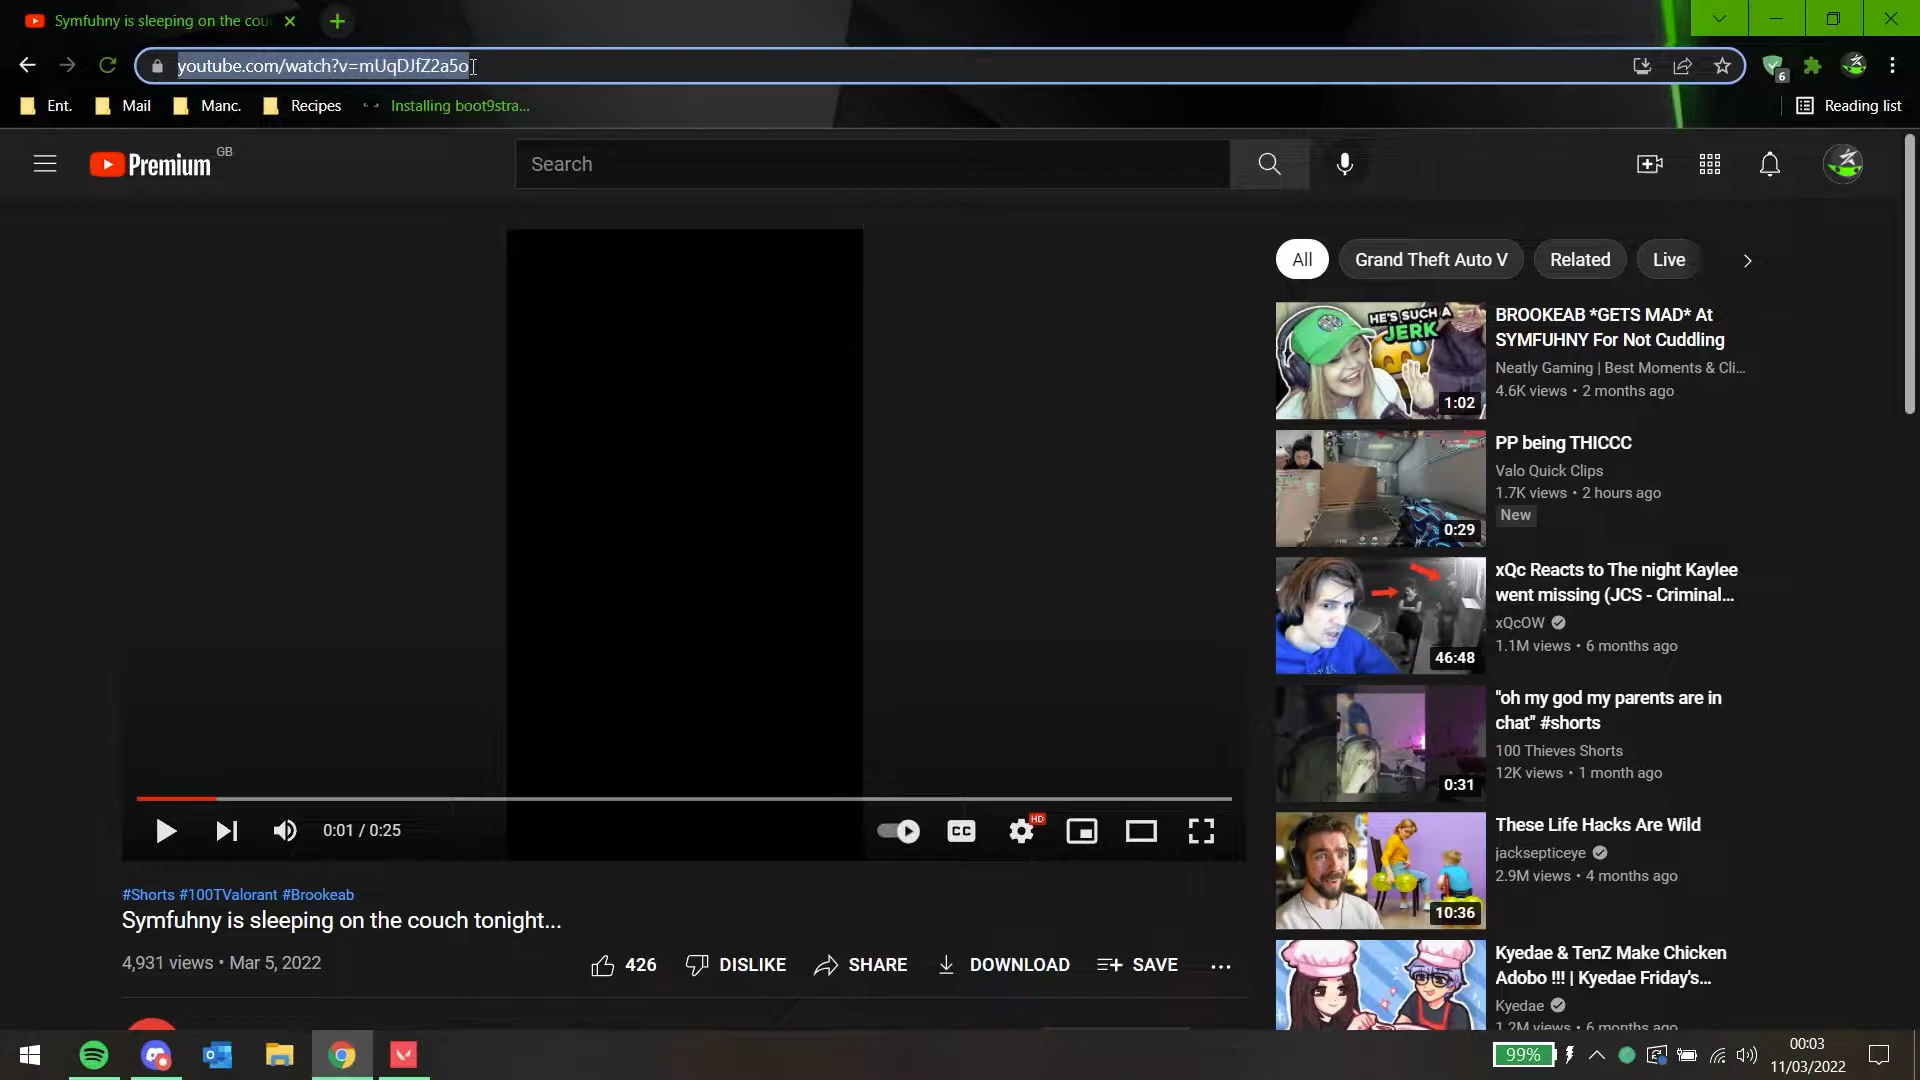 Symfuhny is sleeping on the cou
youtube.com/watch?v=mUqDJfZ2a5o
6
Ent.
Mail
Manc.
Recipes
Installing boot9stra...
Reading list
Premium
GB
Search
All
Grand Theft Auto V
Related
Live
HE'S SUCH A
JERK
1:02
BROOKEAB *GETS MAD* At
SYMFUHNY For Not Cuddling
Neatly Gaming | Best Moments & Cli...
4.6K views • 2 months ago
0:29
PP being THICCC
Valo Quick Clips
1.7K views • 2 hours ago
New
46:48
xQc Reacts to The night Kaylee
went missing (JCS - Criminal...
xQcOW
1.1M views • 6 months ago
0:31
"oh my god my parents are in
chat" #shorts
100 Thieves Shorts
12K views • 1 month ago
10:36
These Life Hacks Are Wild
jacksepticeye
2.9M views • 4 months ago
Kyedae & TenZ Make Chicken
Adobo !!! | Kyedae Friday's...
Kyedae
1.2M views • 6 months ago
0:01 / 0:25
CC
HD
#Shorts #100TValorant #Brookeab
Symfuhny is sleeping on the couch tonight...
4,931 views • Mar 5, 2022
426
DISLIKE
SHARE
DOWNLOAD
SAVE
99%
00:03
11/03/2022